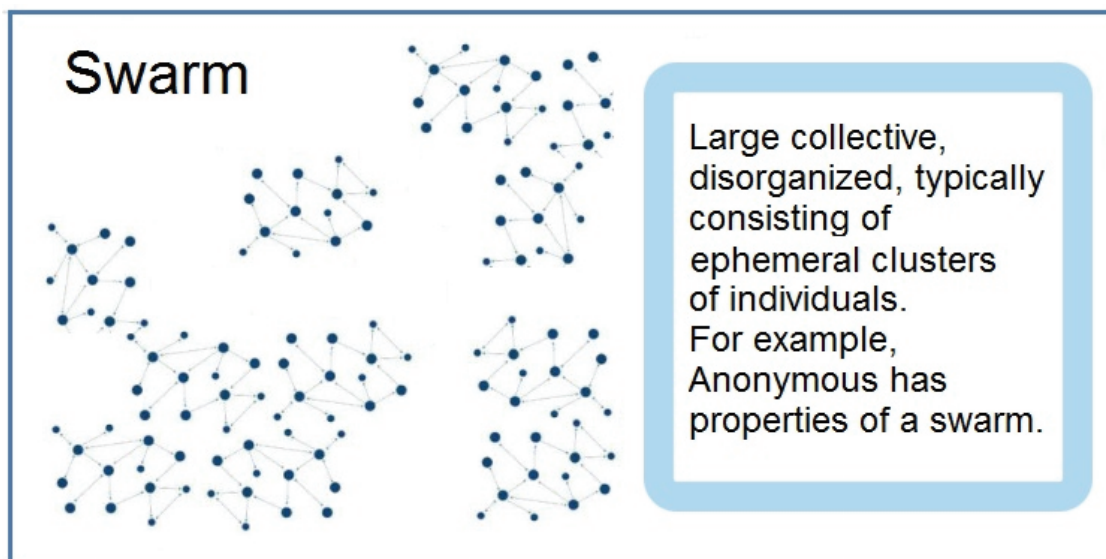 Swarm
Large collective,
disorganized, typically
consisting of
ephemeral clusters
of individuals.
For example,
Anonymous has
properties of a swarm.